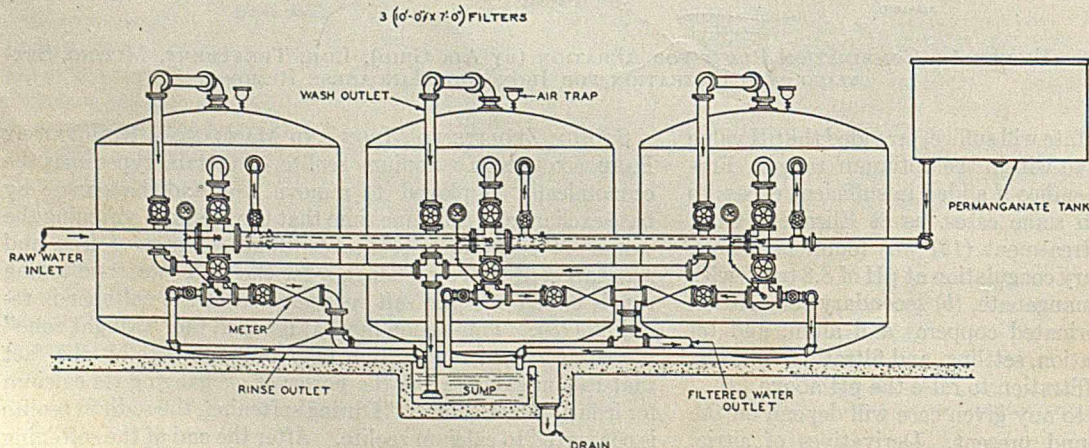 3 (10'-0"x 7'-0") FILTERS
WASH OUTLET
AIR TRAP
PERMANGANATE TANK
RAW WATER
INLET
METER
RINSE OUTLET
SUMP
FILTERED WATER
OUTLET
DRAIN